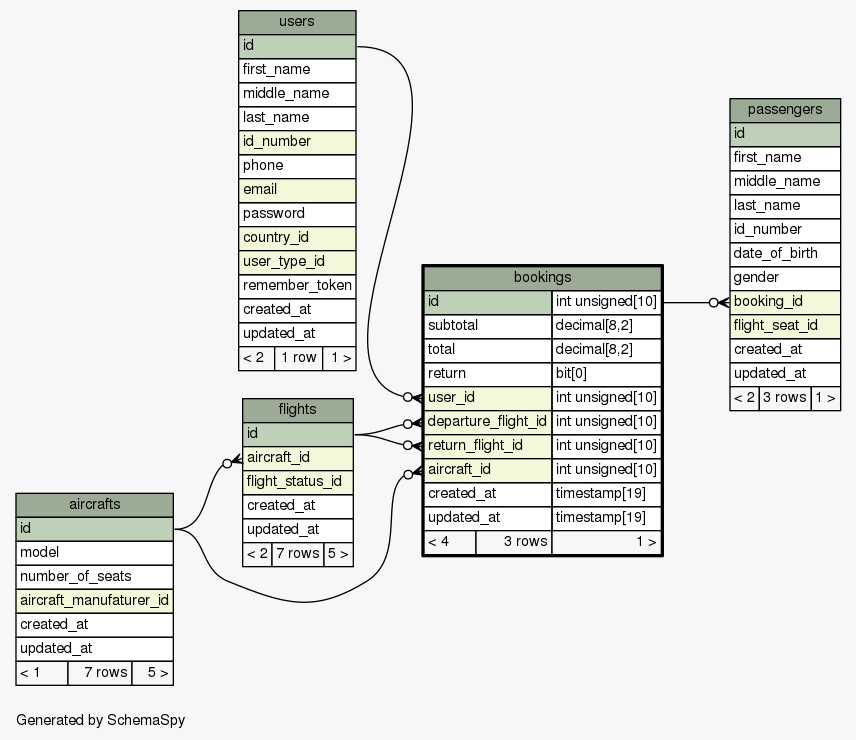 users
id
first_name
middle_name
last_name
id_number
phone
email
password
country_id
user_type_id
remember_token
created_at
updated_at
< 2 1 row 1 >
passengers
id
first_name
middle_name
last_name
id_number
date_of_birth
gender
booking_id
flight_seat_id
created_at
updated_at
< 2 3 rows 1 >
bookings
id int unsigned[10]
subtotal decimal[8,2]
total decimal[8,2]
return bit[0]
user_id int unsigned[10]
departure_flight_id int unsigned[10]
return_flight_id int unsigned[10]
aircraft_id int unsigned[10]
created_at timestamp[19]
updated_at timestamp[19]
< 4 3 rows 1 >
flights
id
aircraft_id
flight_status_id
created_at
updated_at
< 2 7 rows 5 >
aircrafts
id
model
number_of_seats
aircraft_manufaturer_id
created_at
updated_at
< 1 7 rows 5 >
Generated by SchemaSpy